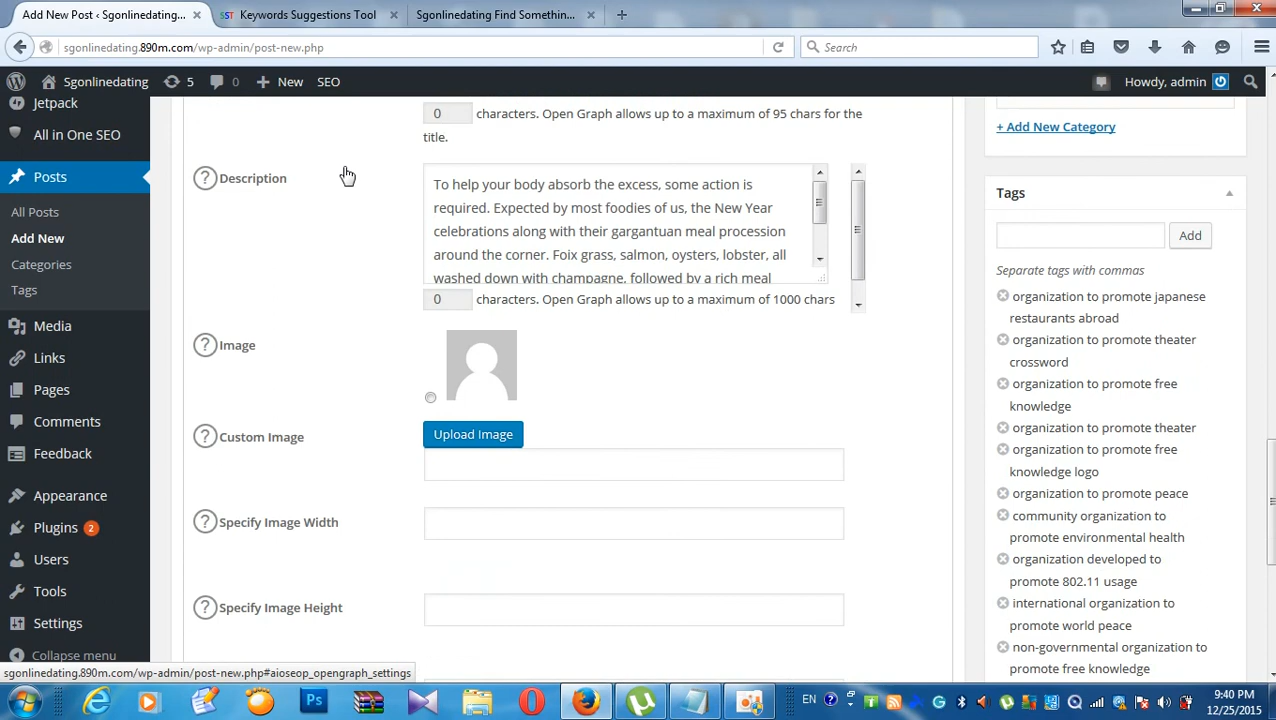 Add New Post ‹ Sgonlinedating...
Keywords Suggestions Tool
Sgonlinedating Find Somethin...
sgonlinedating.890m.com/wp-admin/post-new.php
Search
Sgonlinedating
5
0
New
SEO
Howdy, admin
Jetpack
All in One SEO
Posts
All Posts
Add New
Categories
Tags
Media
Links
Pages
Comments
Feedback
Appearance
Plugins 2
Users
Tools
Settings
Collapse menu
0 characters. Open Graph allows up to a maximum of 95 chars for the
title.
? Description
To help your body absorb the excess, some action is
required. Expected by most foodies of us, the New Year
celebrations along with their gargantuan meal procession
around the corner. Foix grass, salmon, oysters, lobster, all
washed down with champagne, followed by a rich meal
0 characters. Open Graph allows up to a maximum of 1000 chars
? Image
? Custom Image
Upload Image
? Specify Image Width
? Specify Image Height
+ Add New Category
Tags
Add
Separate tags with commas
organization to promote japanese
restaurants abroad
organization to promote theater
crossword
organization to promote free
knowledge
organization to promote theater
organization to promote free
knowledge logo
organization to promote peace
community organization to
promote environmental health
organization developed to
promote 802.11 usage
international organization to
promote world peace
non-governmental organization to
promote free knowledge
sgonlinedating.890m.com/wp-admin/post-new.php#aioseop_opengraph_settings
Ps
EN
9:40 PM
12/25/2015